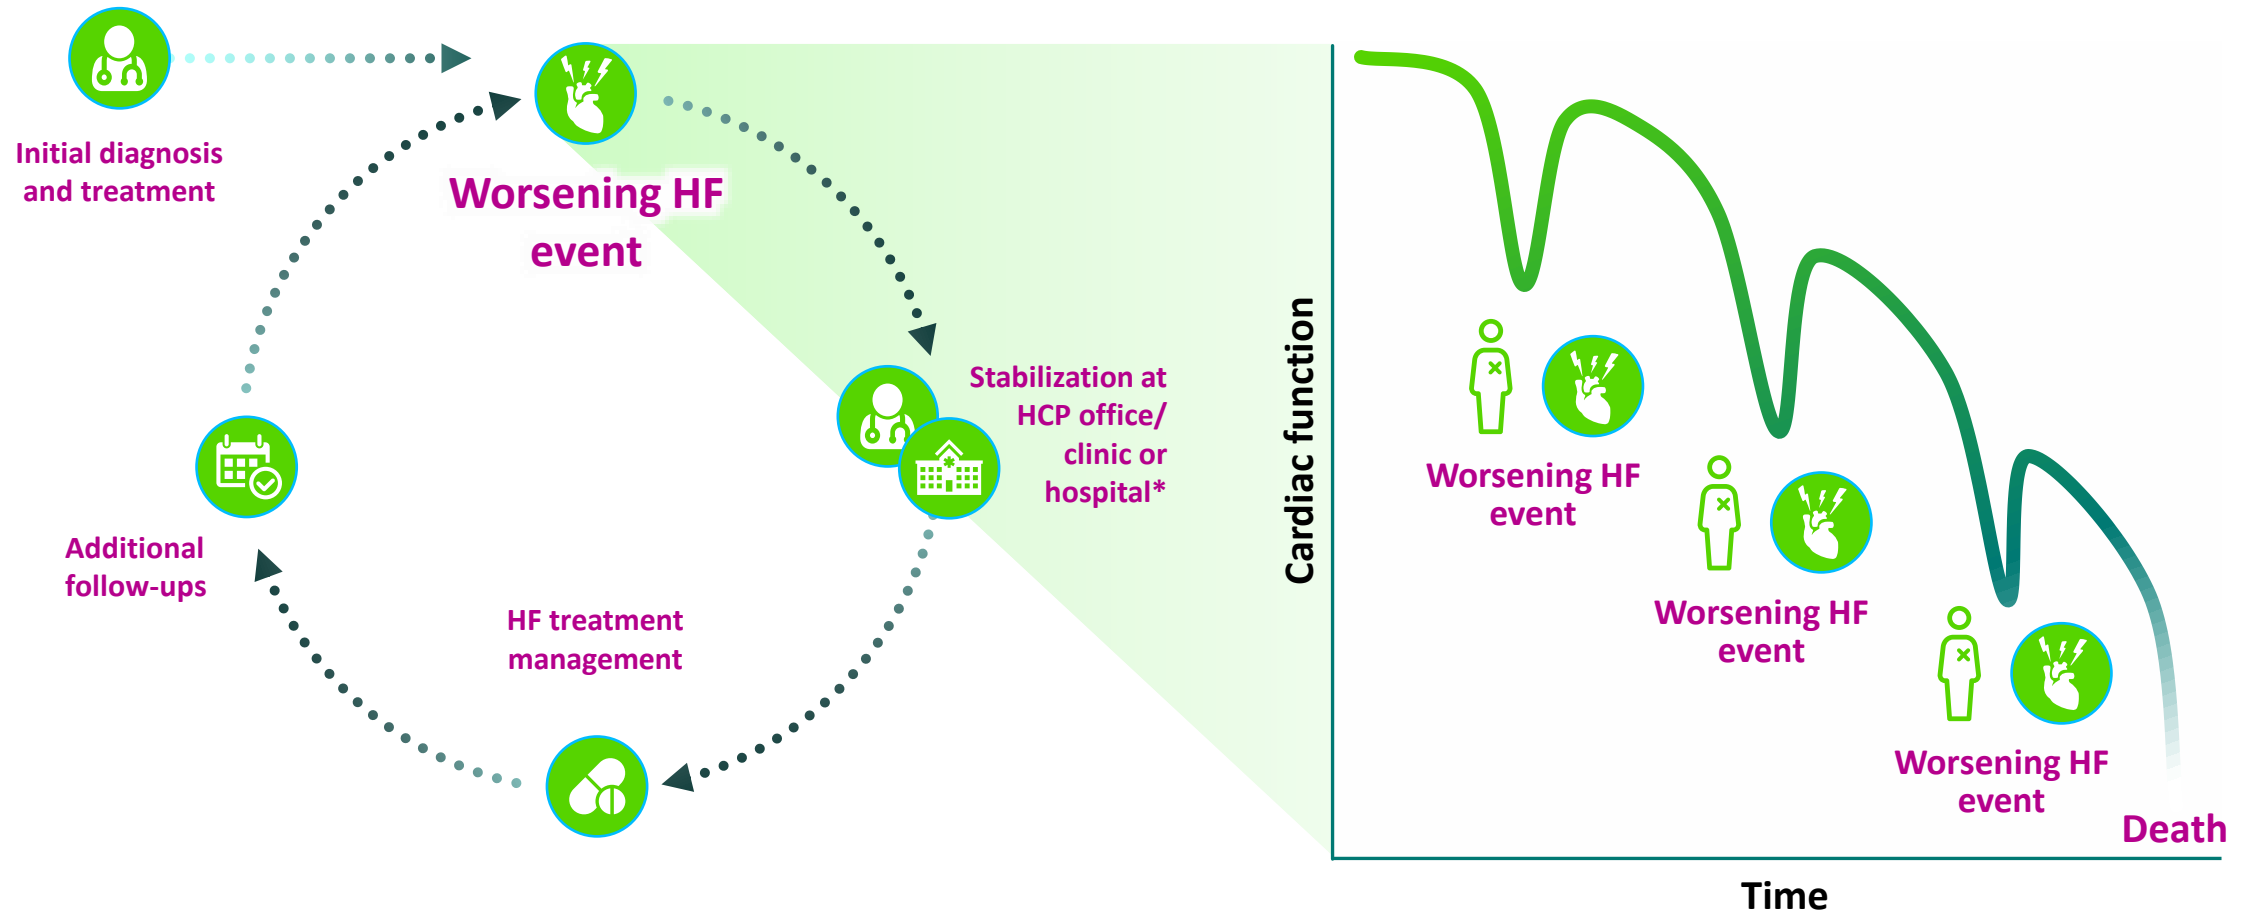 Initial diagnosis
and treatment
Worsening HF
event
Stabilization at
HCP office/
clinic or
hospital*
HF treatment
management
Additional
follow-ups
Cardiac function
Worsening HF
event
Worsening HF
event
Worsening HF
event
Death
Time